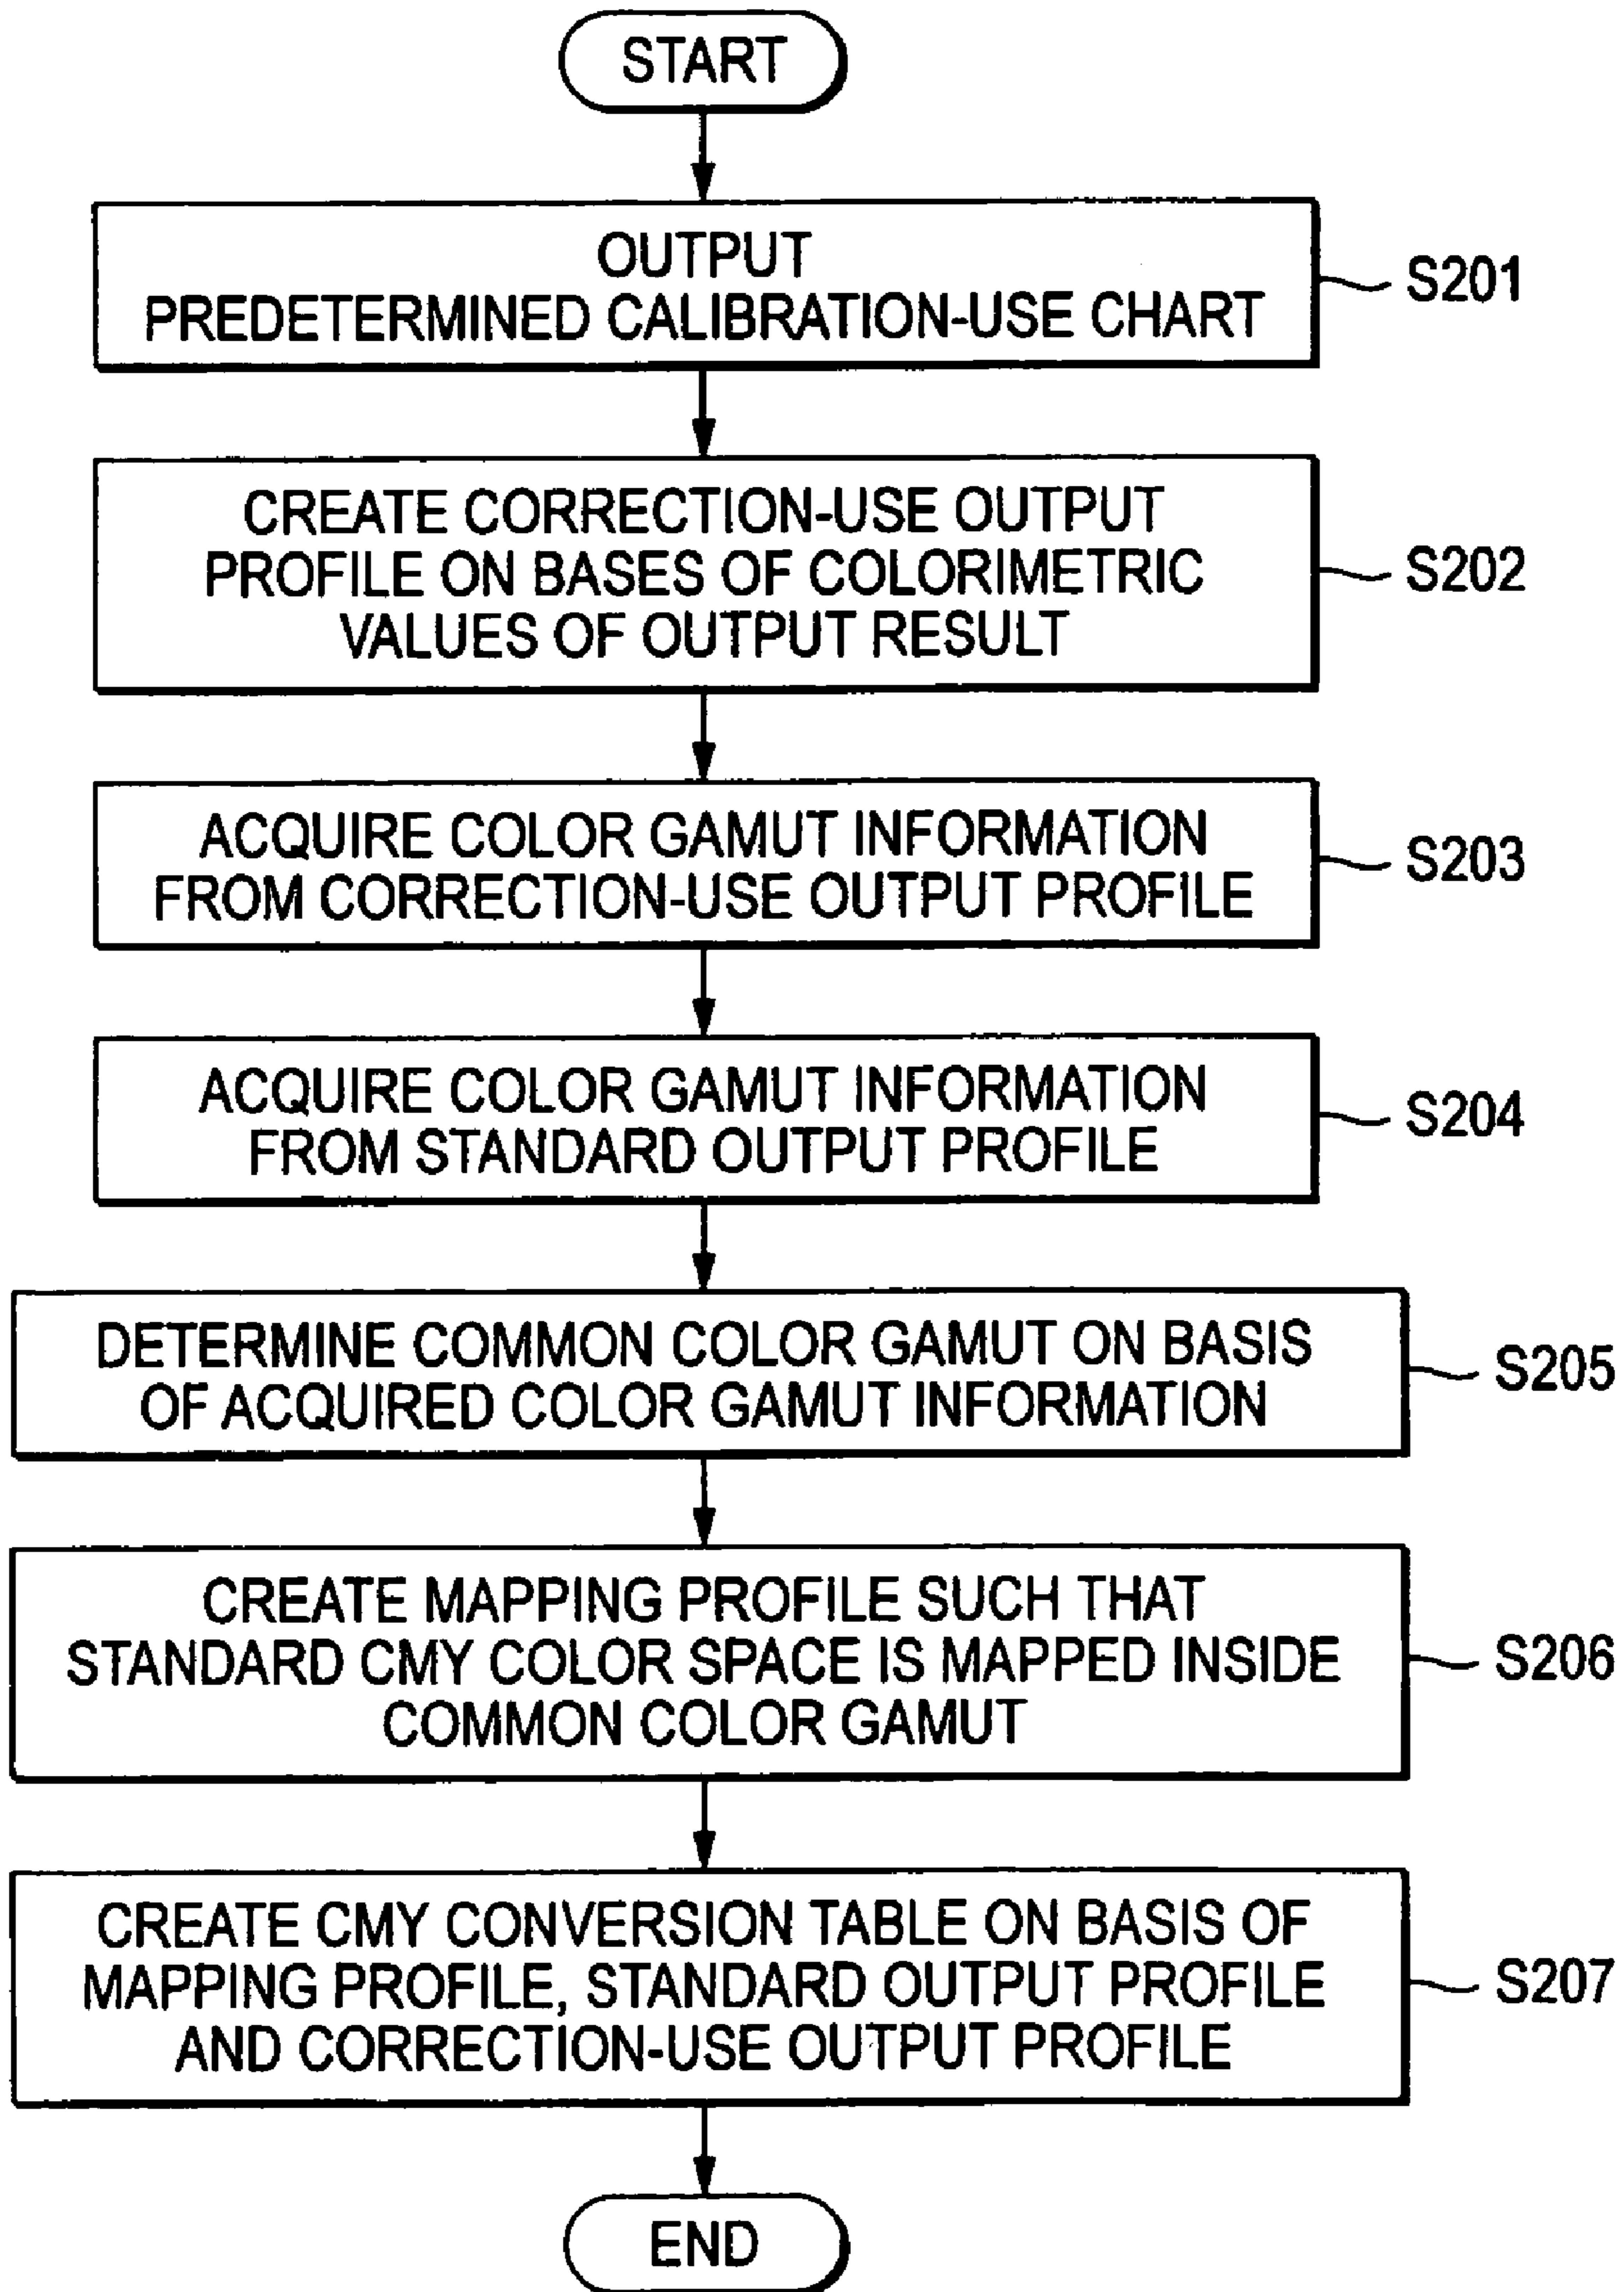 START
OUTPUT
PREDETERMINED CALIBRATION-USE CHART
S201
CREATE CORRECTION-USE OUTPUT
PROFILE ON BASES OF COLORIMETRIC
VALUES OF OUTPUT RESULT
S202
ACQUIRE COLOR GAMUT INFORMATION
FROM CORRECTION-USE OUTPUT PROFILE
S203
ACQUIRE COLOR GAMUT INFORMATION
FROM STANDARD OUTPUT PROFILE
S204
DETERMINE COMMON COLOR GAMUT ON BASIS
OF ACQUIRED COLOR GAMUT INFORMATION
S205
CREATE MAPPING PROFILE SUCH THAT
STANDARD CMY COLOR SPACE IS MAPPED INSIDE
COMMON COLOR GAMUT
S206
CREATE CMY CONVERSION TABLE ON BASIS OF
MAPPING PROFILE, STANDARD OUTPUT PROFILE
AND CORRECTION-USE OUTPUT PROFILE
S207
END